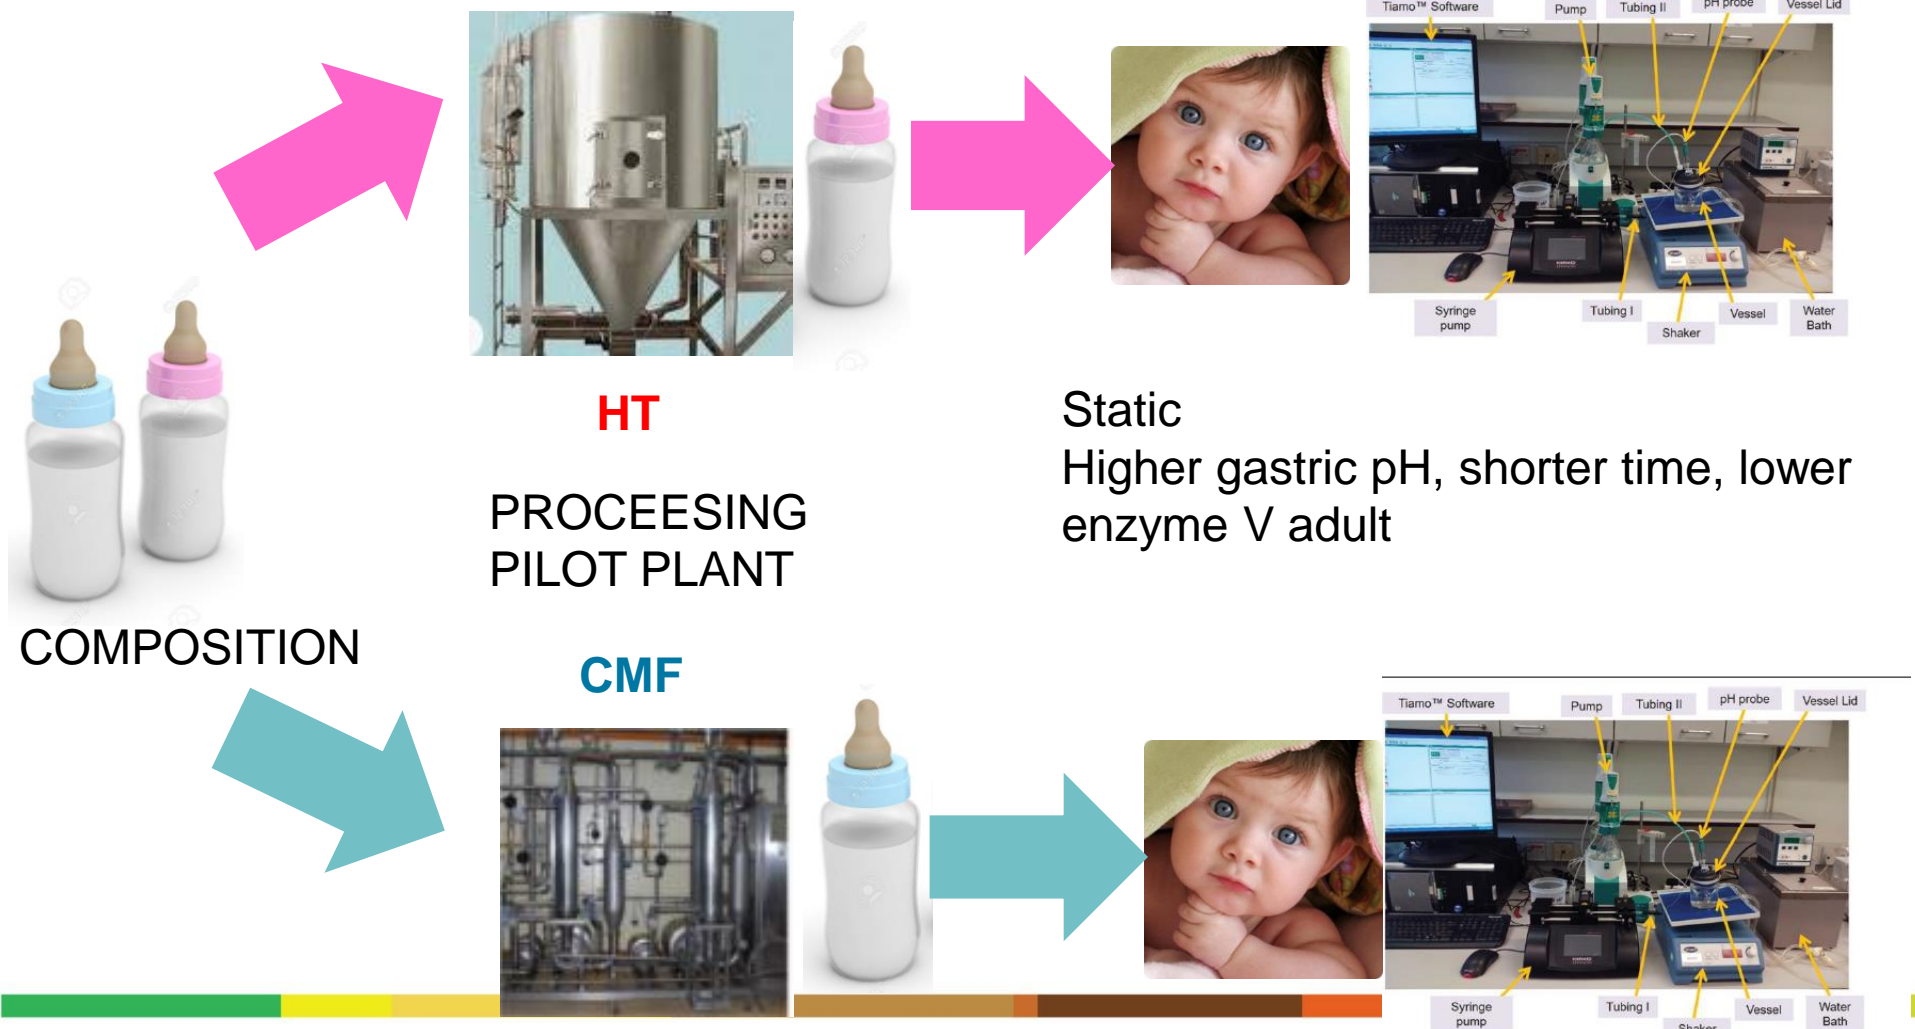 Tiamo™ Software
Pump
Tubing II
pH probe
Vessel Lid
Syringe
pump
Tubing I
Shaker
Vessel
Water
Bath
HT
PROCEESING
PILOT PLANT
Static
Higher gastric pH, shorter time, lower
enzyme V adult
COMPOSITION
CMF
Tiamo™ Software
Pump
Tubing II
pH probe
Vessel Lid
Syringe
pump
Tubing I
Shaker
Vessel
Water
Bath